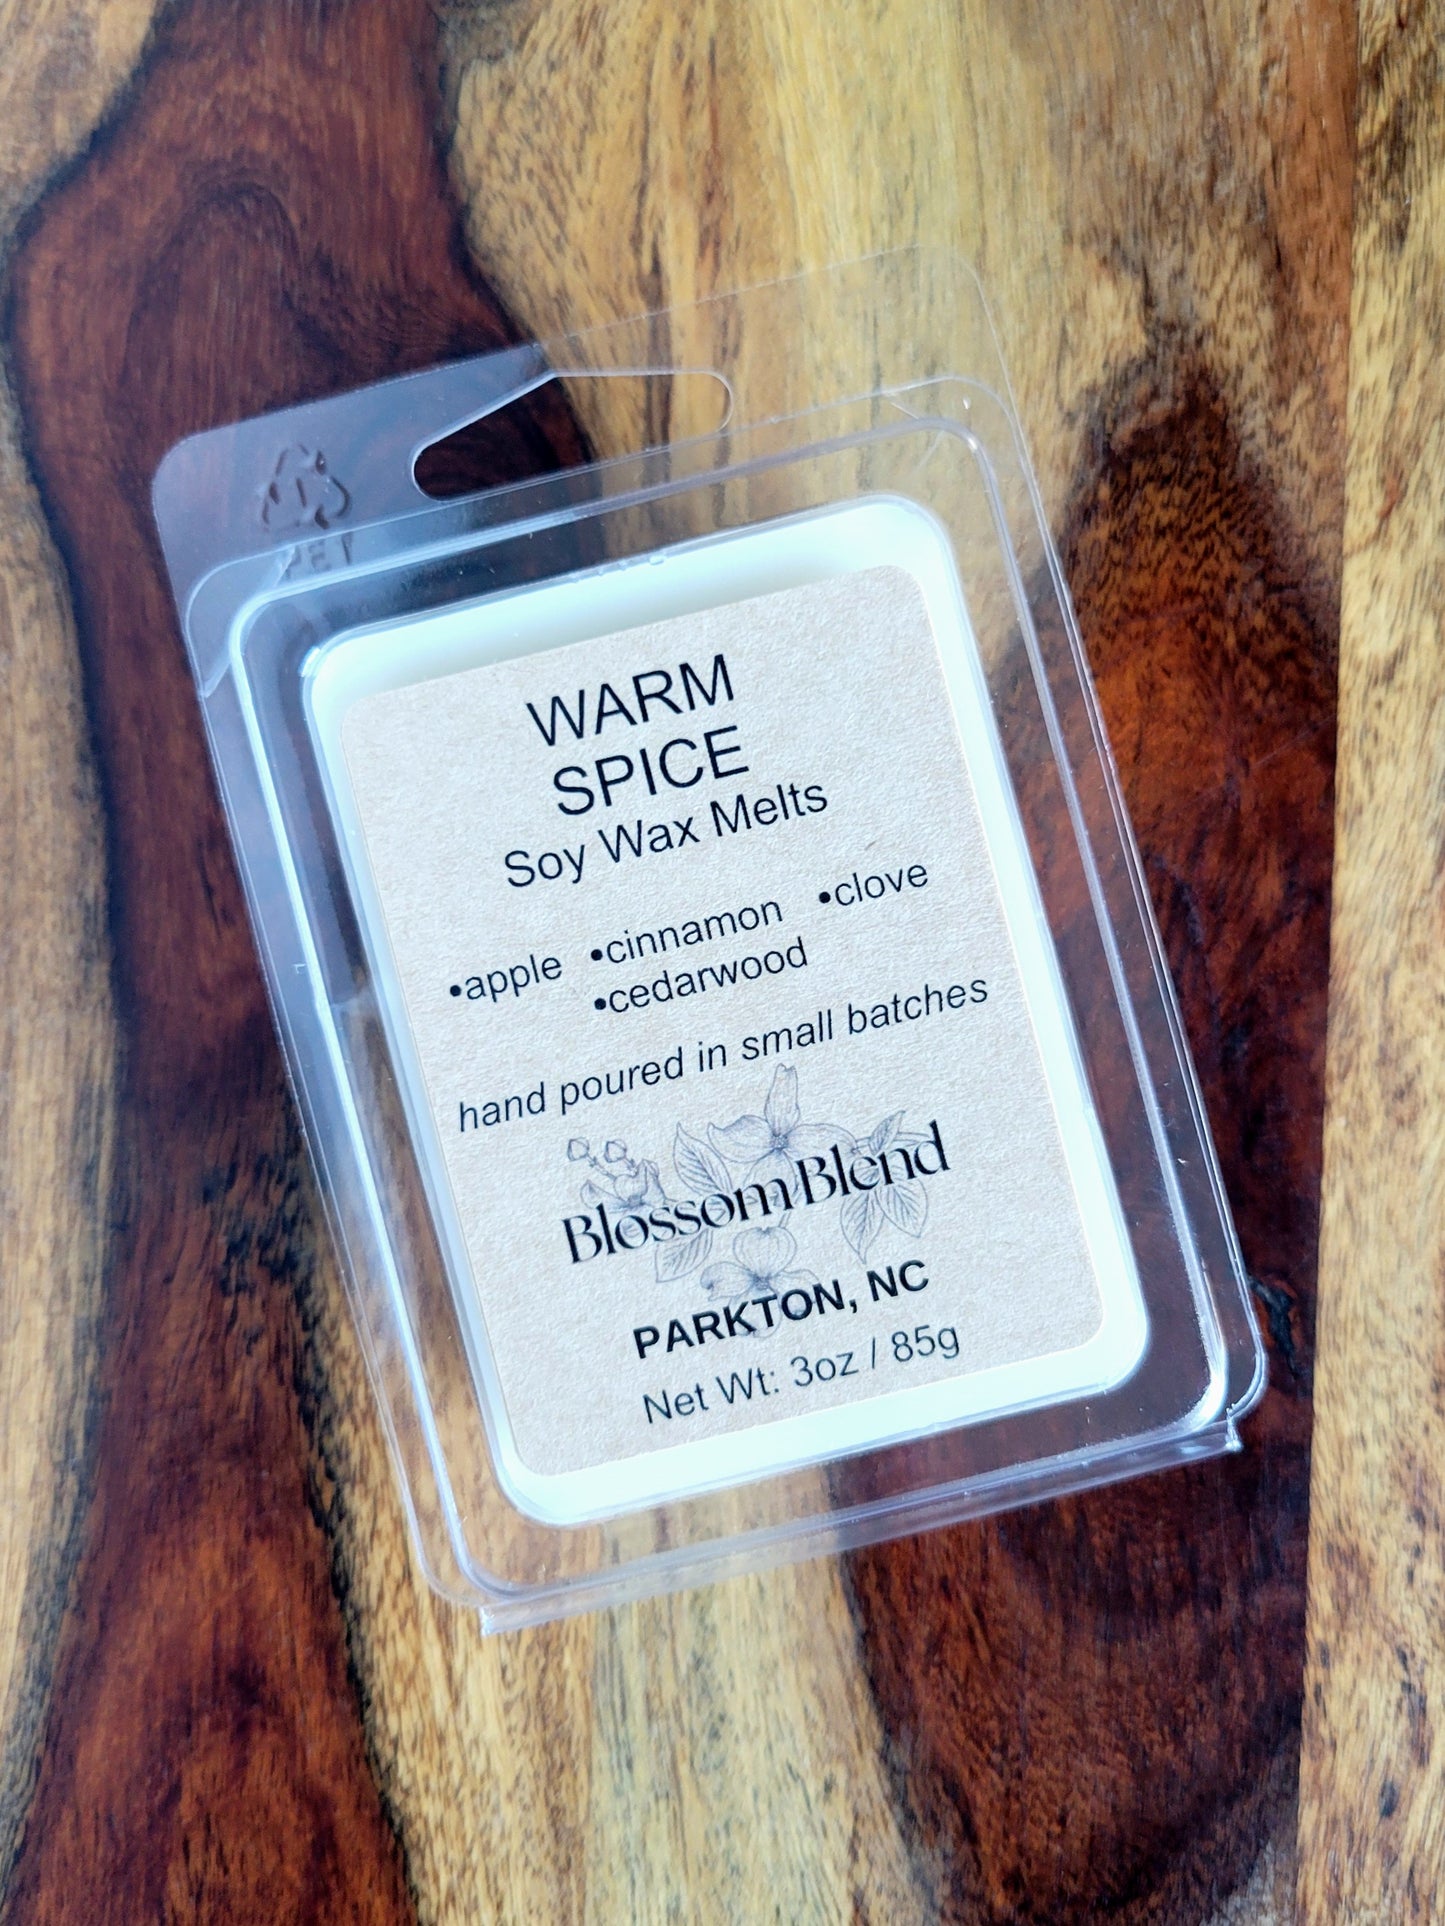 WARM
SPICE
Soy Wax Melts
•apple •cinnamon •clove
•cedarwood
hand poured in small batches
Blossom Blend
PARKTON, NC
Net Wt: 3oz / 85g